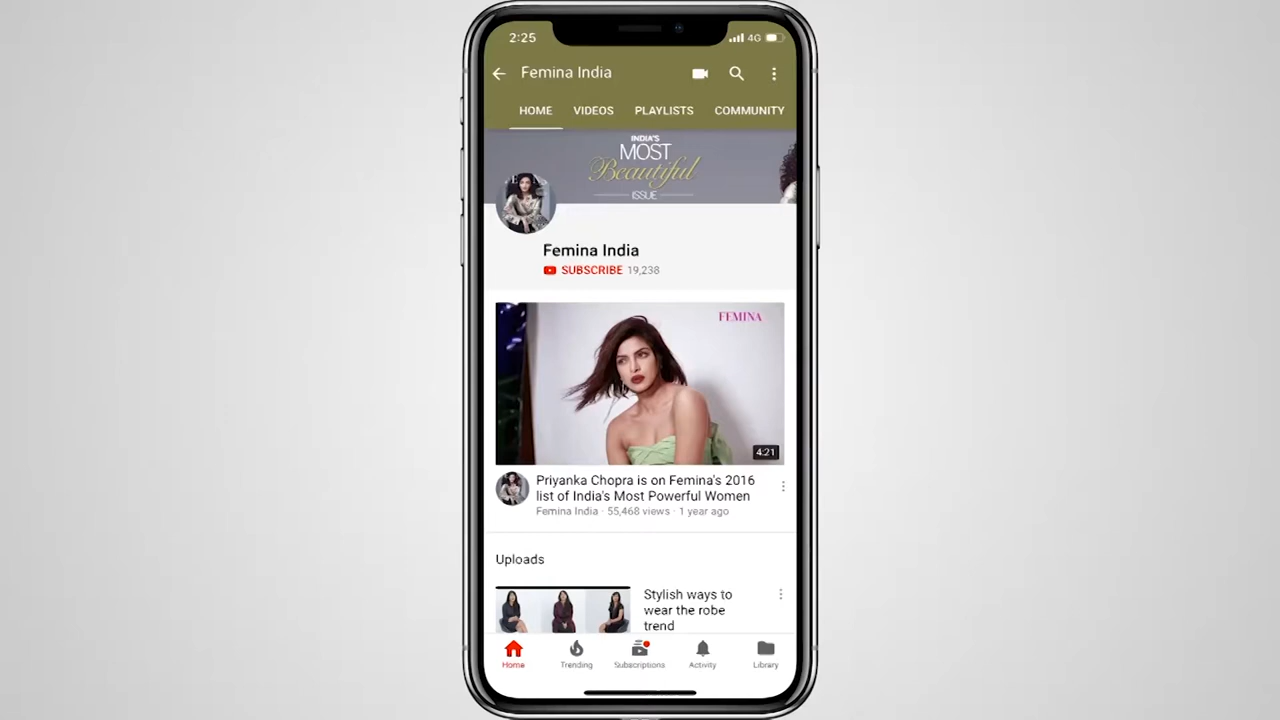 2:25
4G
Femina India
HOME VIDEOS PLAYLISTS COMMUNITY
INDIA'S
MOST
Beautiful
ISSUE
Femina India
SUBSCRIBE 19,238
FEMINA
4:21
Priyanka Chopra is on Femina's 2016
list of India's Most Powerful Women
Femina India · 55,468 views · 1 year ago
Uploads
Stylish ways to
wear the robe
trend
Home Trending Subscriptions Activity Library